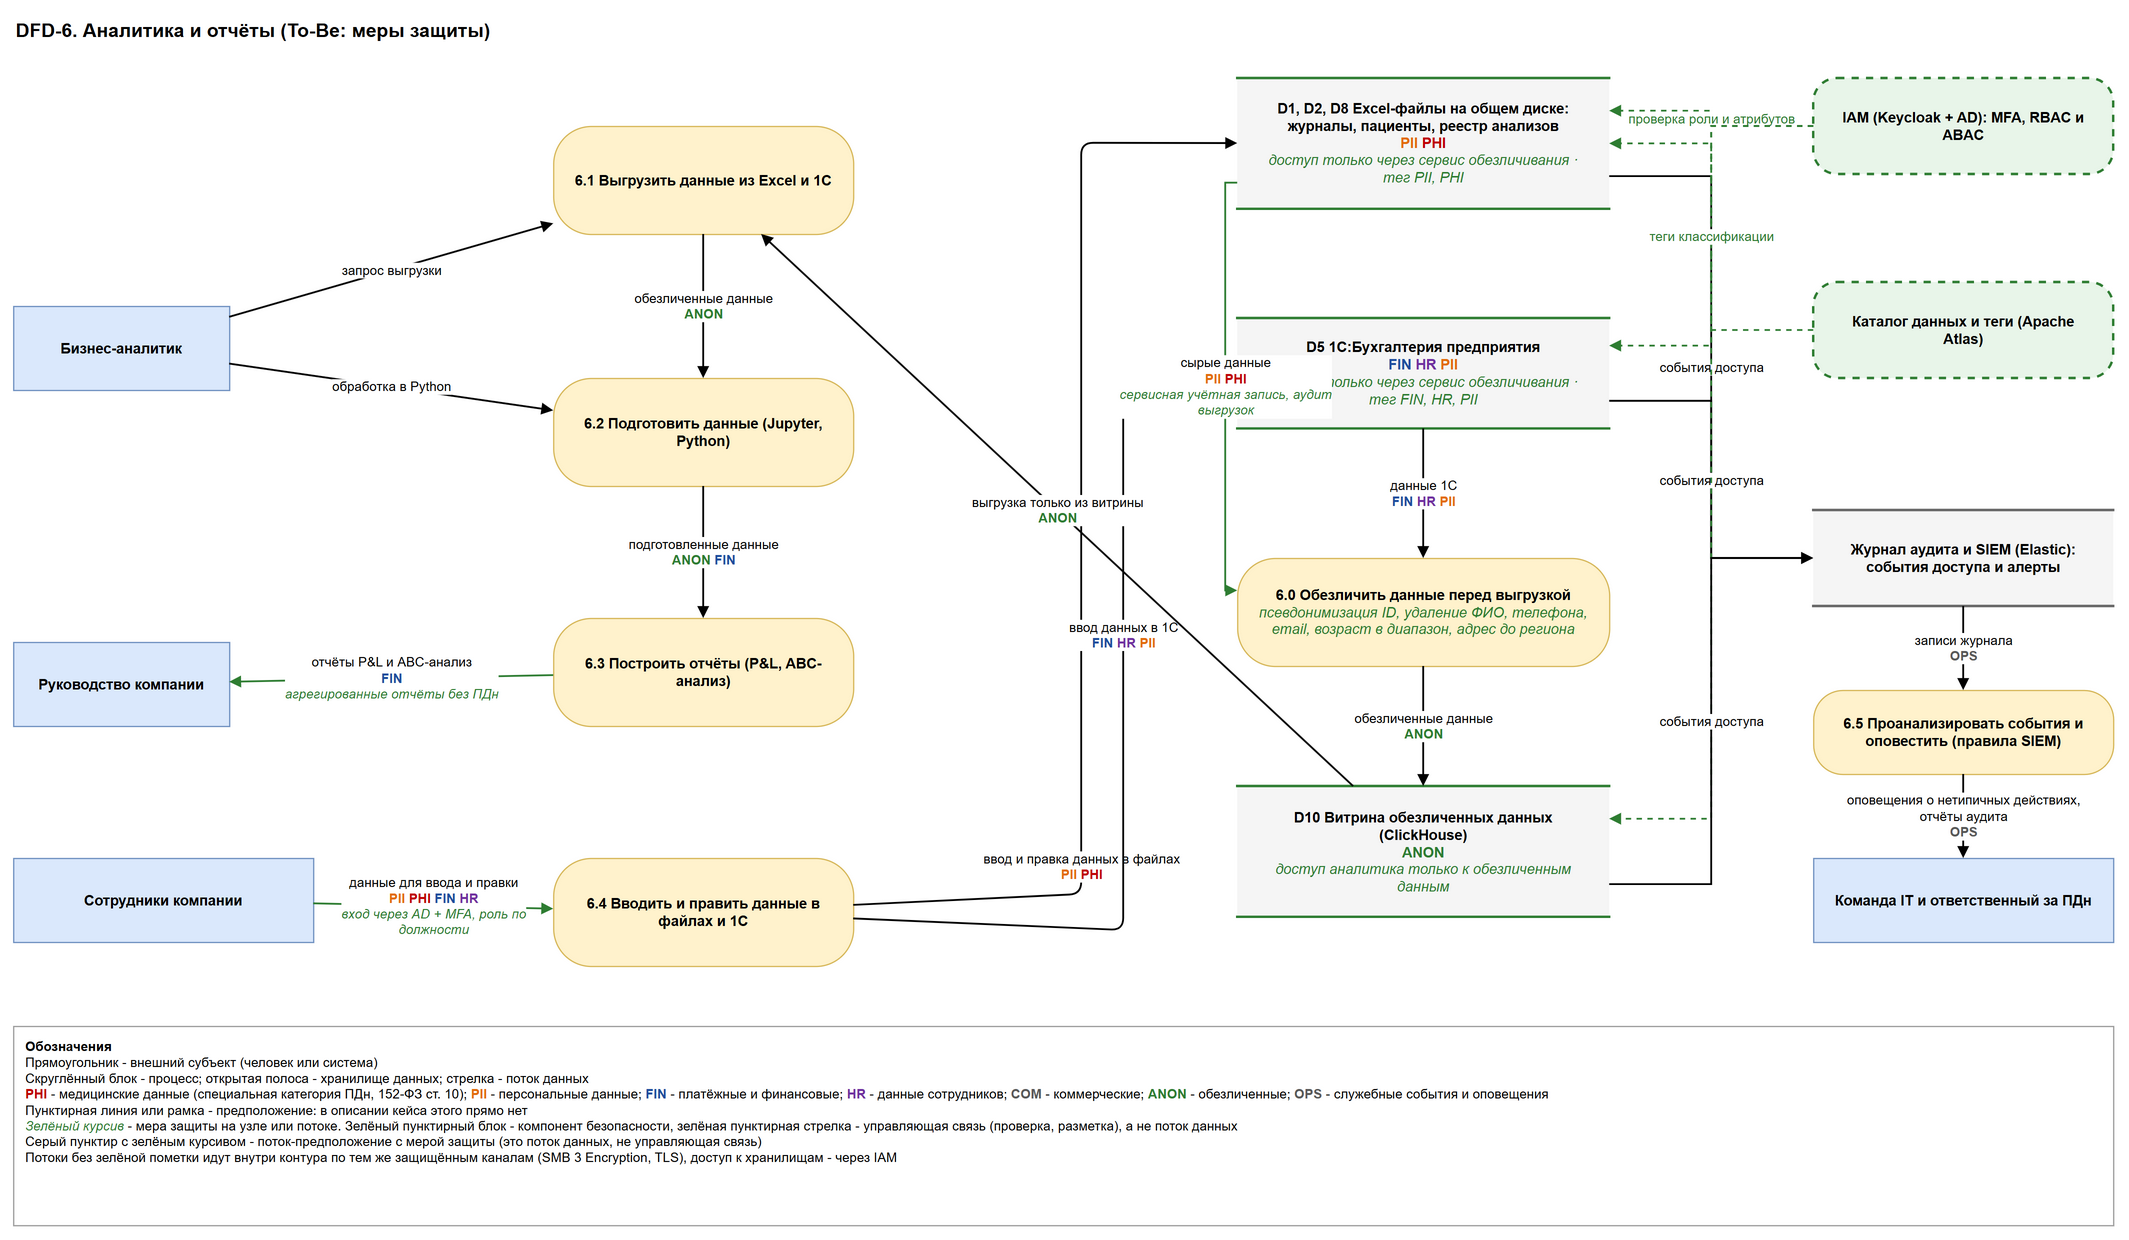 DFD-6. Аналитика и отчёты (To-Be: меры защиты)
6.1 Выгрузить данные из Excel и 1С
запрос выгрузки
Бизнес-аналитик
обработка в Python
обезличенные данные
ANON
6.2 Подготовить данные (Jupyter,
Python)
подготовленные данные
ANON FIN
6.3 Построить отчёты (P&L, ABC-
анализ)
отчёты P&L и ABC-анализ
FIN
агрегированные отчёты без ПДн
Руководство компании
Сотрудники компании
данные для ввода и правки
PII PHI FIN HR
вход через AD + MFA, роль по
должности
6.4 Вводить и править данные в
файлах и 1С
ввод и правка данных в файлах
PII PHI
ввод данных в 1С
FIN HR PII
выгрузка только из витрины
ANON
D1, D2, D8 Excel-файлы на общем диске:
журналы, пациенты, реестр анализов
PII PHI
доступ только через сервис обезличивания ·
тег PII, PHI
сырые данные
PII PHI
сервисная учётная запись, аудит
выгрузок
D5 1С:Бухгалтерия предприятия
FIN HR PII
только через сервис обезличивания ·
тег FIN, HR, PII
данные 1С
FIN HR PII
6.0 Обезличить данные перед выгрузкой
псевдонимизация ID, удаление ФИО, телефона,
email, возраст в диапазон, адрес до региона
обезличенные данные
ANON
D10 Витрина обезличенных данных
(ClickHouse)
ANON
доступ аналитика только к обезличенным
данным
проверка роли и атрибутов
IAM (Keycloak + AD): MFA, RBAC и
ABAC
теги классификации
Каталог данных и теги (Apache
Atlas)
события доступа
события доступа
события доступа
Журнал аудита и SIEM (Elastic):
события доступа и алерты
записи журнала
OPS
6.5 Проанализировать события и
оповестить (правила SIEM)
оповещения о нетипичных действиях,
отчёты аудита
OPS
Команда IT и ответственный за ПДн
Обозначения
Прямоугольник - внешний субъект (человек или система)
Скруглённый блок - процесс; открытая полоса - хранилище данных; стрелка - поток данных
PHI - медицинские данные (специальная категория ПДн, 152-ФЗ ст. 10); PII - персональные данные; FIN - платёжные и финансовые; HR - данные сотрудников; COM - коммерческие; ANON - обезличенные; OPS - служебные события и оповещения
Пунктирная линия или рамка - предположение: в описании кейса этого прямо нет
Зелёный курсив - мера защиты на узле или потоке. Зелёный пунктирный блок - компонент безопасности, зелёная пунктирная стрелка - управляющая связь (проверка, разметка), а не поток данных
Серый пунктир с зелёным курсивом - поток-предположение с мерой защиты (это поток данных, не управляющая связь)
Потоки без зелёной пометки идут внутри контура по тем же защищённым каналам (SMB 3 Encryption, TLS), доступ к хранилищам - через IAM